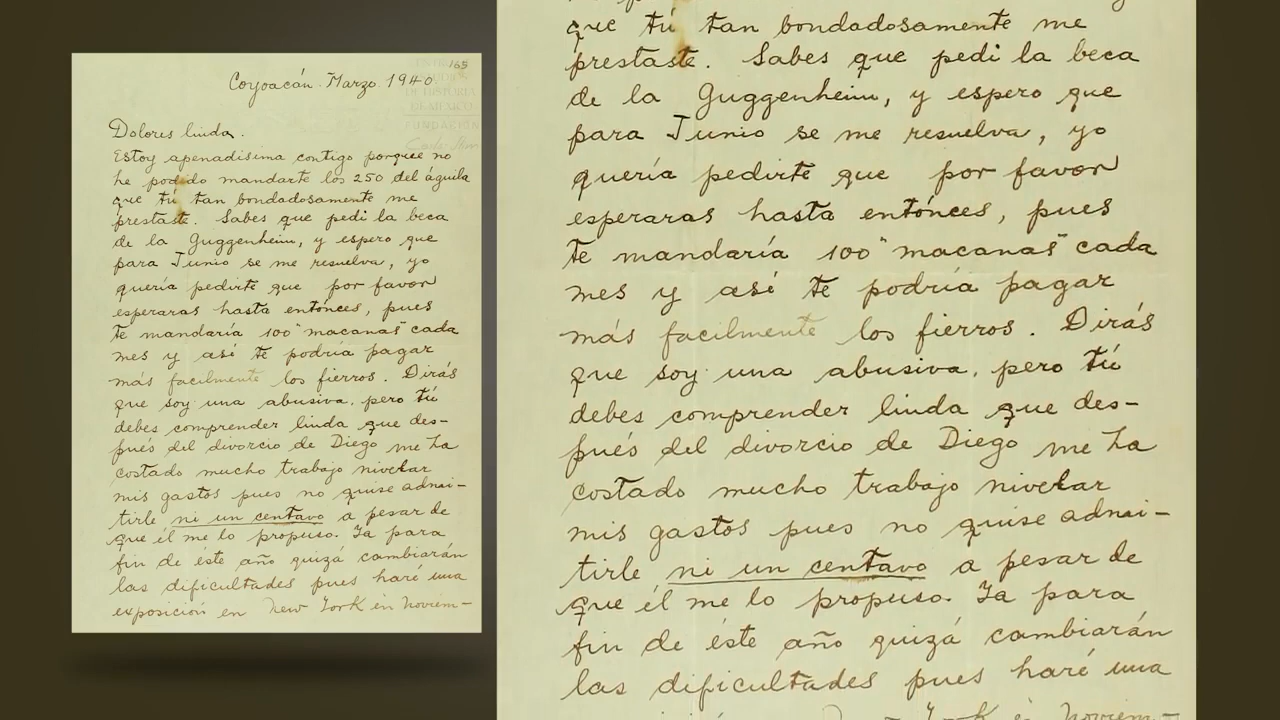 165
Coyoacán. Marzo. 1940.
DE HISTORIA
DE MEXICO
FUNDACIÓN
Dolores linda.
Estoy apenadísima contigo porque no
he podido mandarte los 250 del águila
que tú tan bondadosamente me
prestaste. Sabes que pedi la beca
de la Guggenheim, y espero que
para Junio se me resuelva, yo
quería pedirte que por favor
esperaras hasta entónces, pues
te mandaría 100 "macanas" cada
mes y asi te podría pagar
más facilmente los fierros. Dirás
que soy una abusiva, pero tú
debes comprender linda que des-
pués del divorcio de Diego me ha
costado mucho trabajo nivelar
mis gastos pues no quise admi-
tirle ni un centavo a pesar de
que él me lo propuso. Ya para
fin de éste año quizá cambiarán
las dificultades pues haré una
exposición en New York en Noviem-
que tú tan bondadosamente me
prestaste. Sabes que pedi la beca
de la Guggenheim, y espero que
para Junio se me resuelva, yo
quería pedirte que por favor
esperaras hasta entónces, pues
te mandaría 100 "macanas" cada
mes y asi te podría pagar
más facilmente los fierros. Dirás
que soy una abusiva, pero tú
debes comprender linda que des-
pués del divorcio de Diego me ha
costado mucho trabajo nivelar
mis gastos pues no quise admi-
tirle ni un centavo a pesar de
que él me lo propuso. Ya para
fin de éste año quizá cambiarán
las dificultades pues haré una